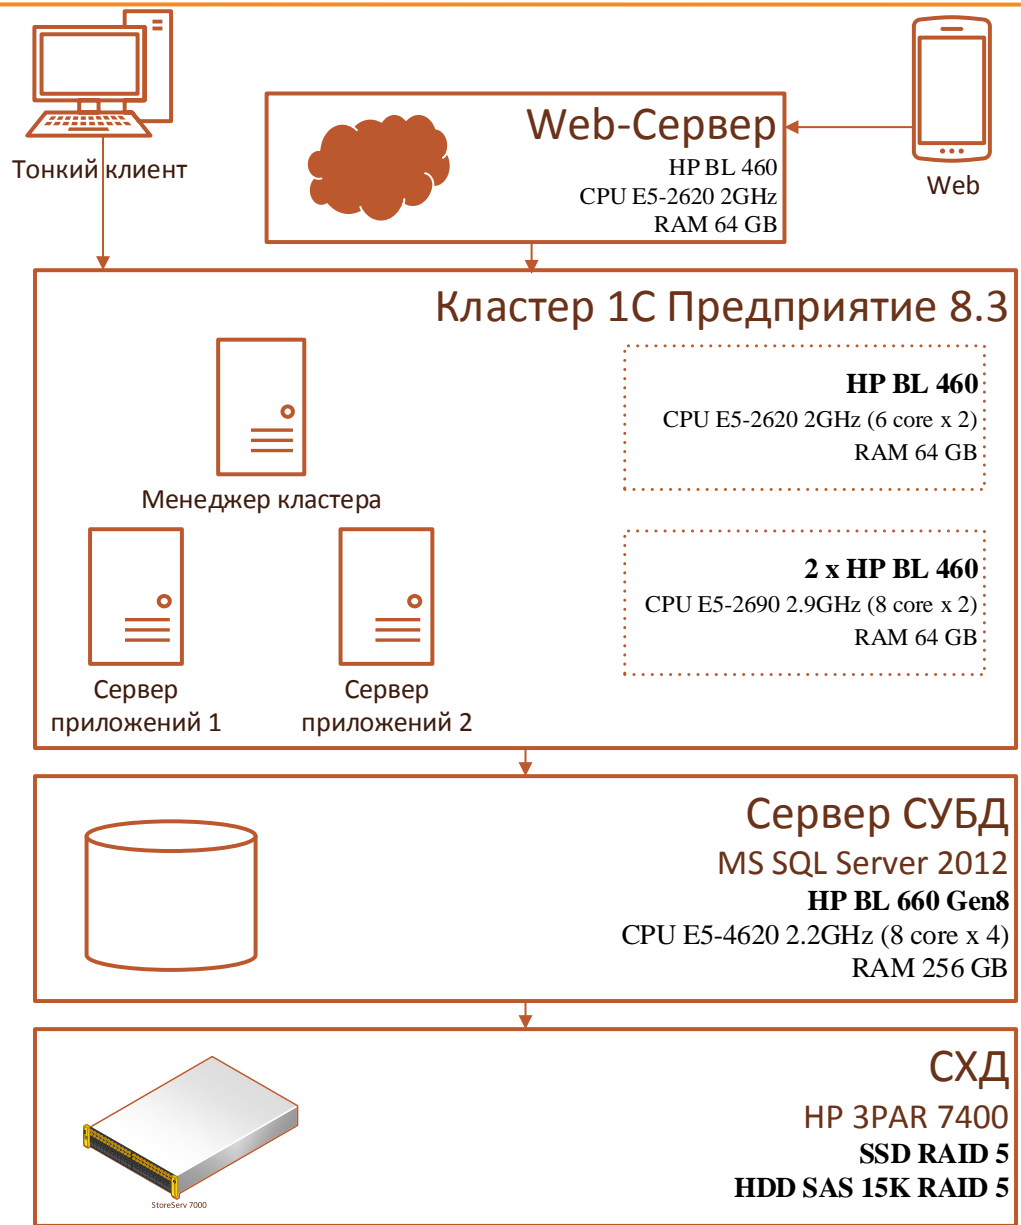 Тонкий клиент
Web-Сервер
HP BL 460
CPU E5-2620 2GHz
RAM 64 GB
Web
Кластер 1С Предприятие 8.3
HP BL 460
CPU E5-2620 2GHz (6 core x 2)
RAM 64 GB
Менеджер кластера
2 x HP BL 460
CPU E5-2690 2.9GHz (8 core x 2)
RAM 64 GB
Сервер
приложений 1
Сервер
приложений 2
Сервер СУБД
MS SQL Server 2012
HP BL 660 Gen8
CPU E5-4620 2.2GHz (8 core x 4)
RAM 256 GB
СХД
HP 3PAR 7400
SSD RAID 5
HDD SAS 15K RAID 5
StoreServ 7000